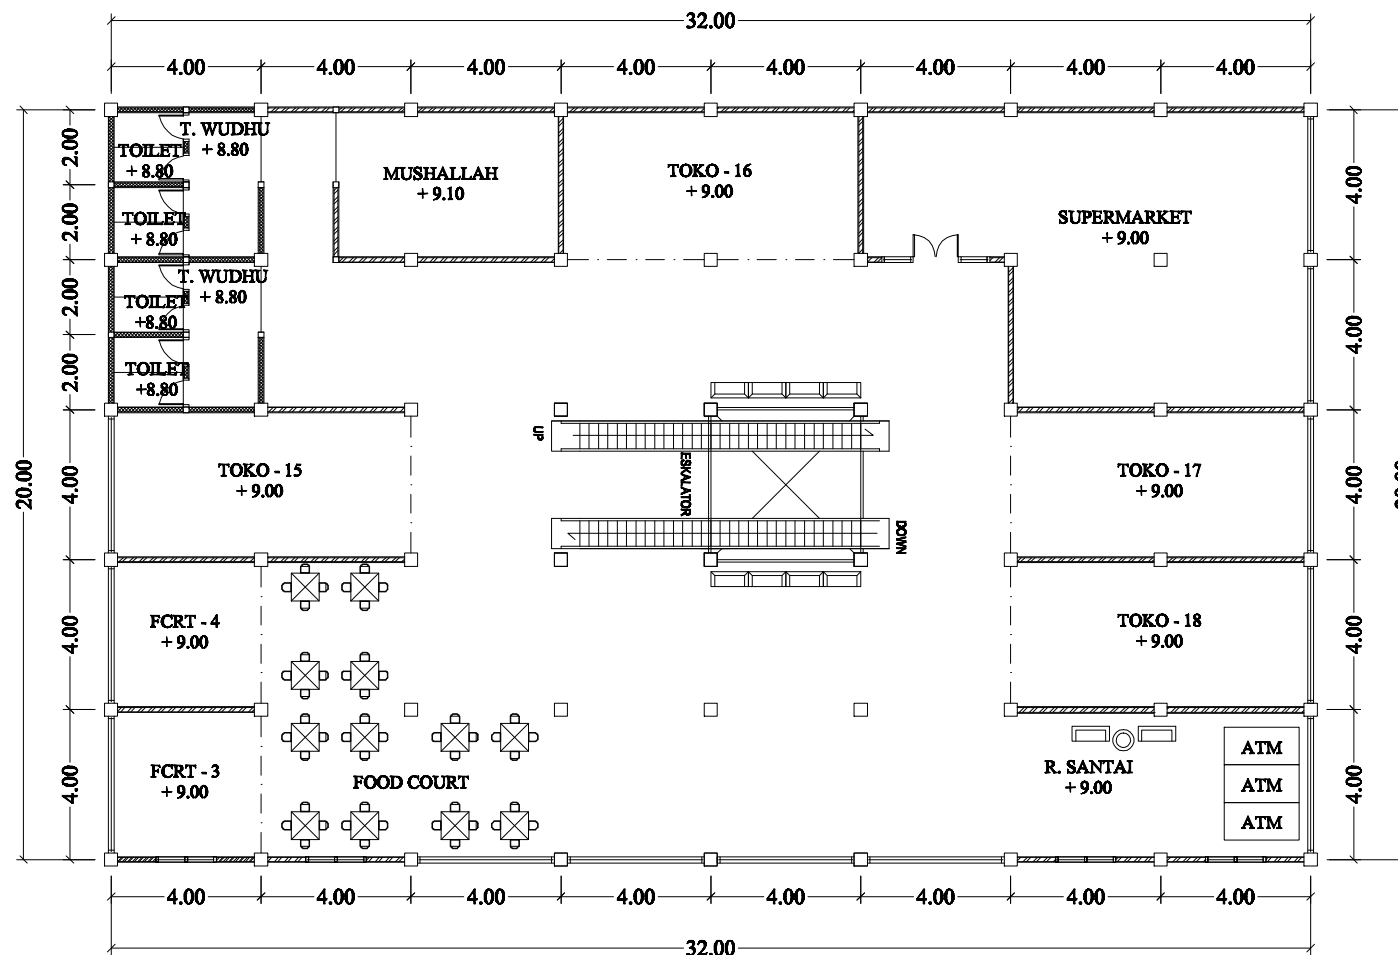 32.00
4.00 4.00 4.00 4.00 4.00 4.00 4.00 4.00
2.00
2.00
2.00
2.00
4.00
4.00
4.00
20.00
T. WUDHU
+ 8.80
TOILET
+ 8.80
TOILET
+8.80
T. WUDHU
+ 8.80
TOILET
+8.80
TOILET
+8.80
MUSHALLAH
+ 9.10
TOKO - 16
+ 9.00
SUPERMARKET
+ 9.00
TOKO - 15
+ 9.00
UP
ESKALATOR
DOWN
TOKO - 17
+ 9.00
FCRT - 4
+ 9.00
TOKO - 18
+ 9.00
FCRT - 3
+ 9.00
FOOD COURT
R. SANTAI
+ 9.00
ATM
ATM
ATM
4.00
4.00
4.00
4.00
4.00
4.00 4.00 4.00 4.00 4.00 4.00 4.00 4.00
32.00